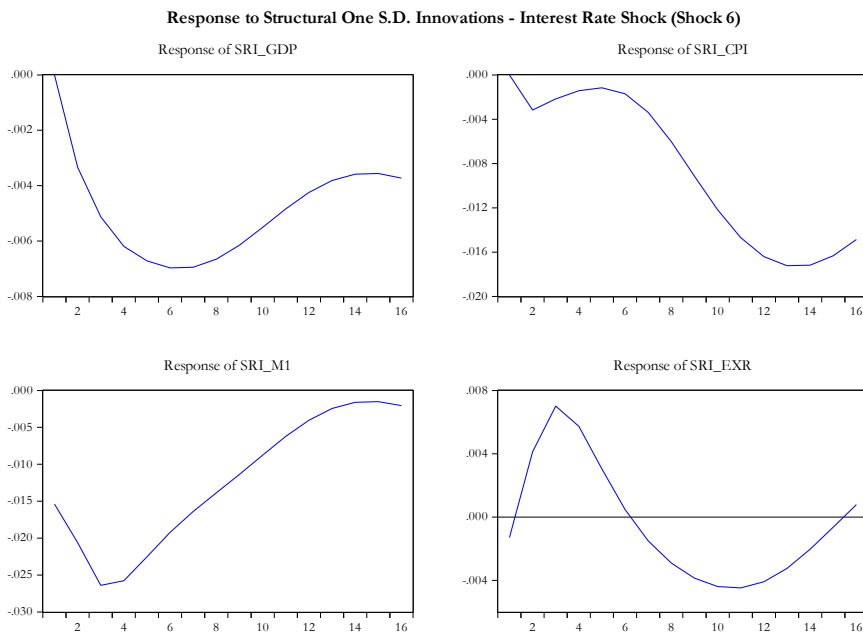 Response to Structural One S.D. Innovations - Interest Rate Shock (Shock 6)
Response of SRI_GDP
.000
-.002
-.004
-.006
-.008
2 4 6 8 10 12 14 16
Response of SRI_CPI
.000
-.004
-.008
-.012
-.016
-.020
2 4 6 8 10 12 14 16
Response of SRI_M1
.000
-.005
-.010
-.015
-.020
-.025
-.030
2 4 6 8 10 12 14 16
Response of SRI_EXR
.008
.004
.000
-.004
2 4 6 8 10 12 14 16